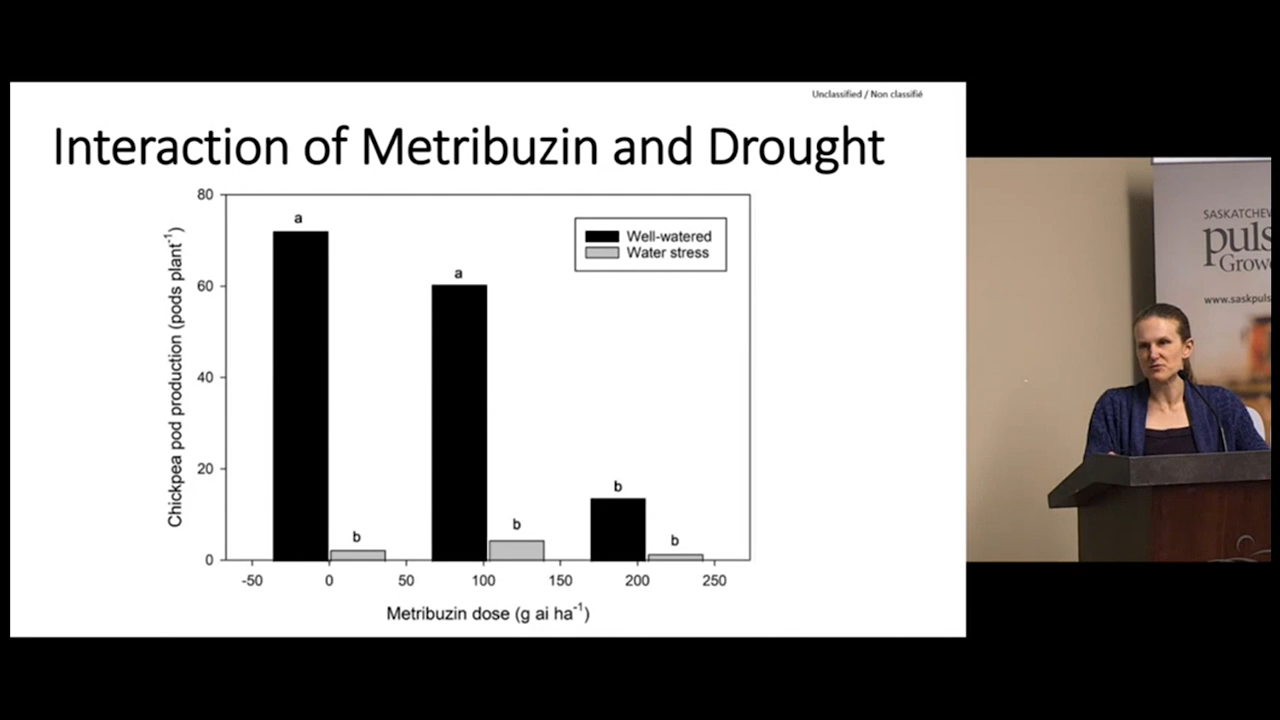 Unclassified / Non classifié
Interaction of Metribuzin and Drought
80
60
40
20
0
Chickpea pod production (pods plant⁻¹)
a
b
a
b
b
b
Well-watered
Water stress
-50 0 50 100 150 200 250
Metribuzin dose (g ai ha⁻¹)
SASKATCHEW
puls
Growe
www.saskpuls